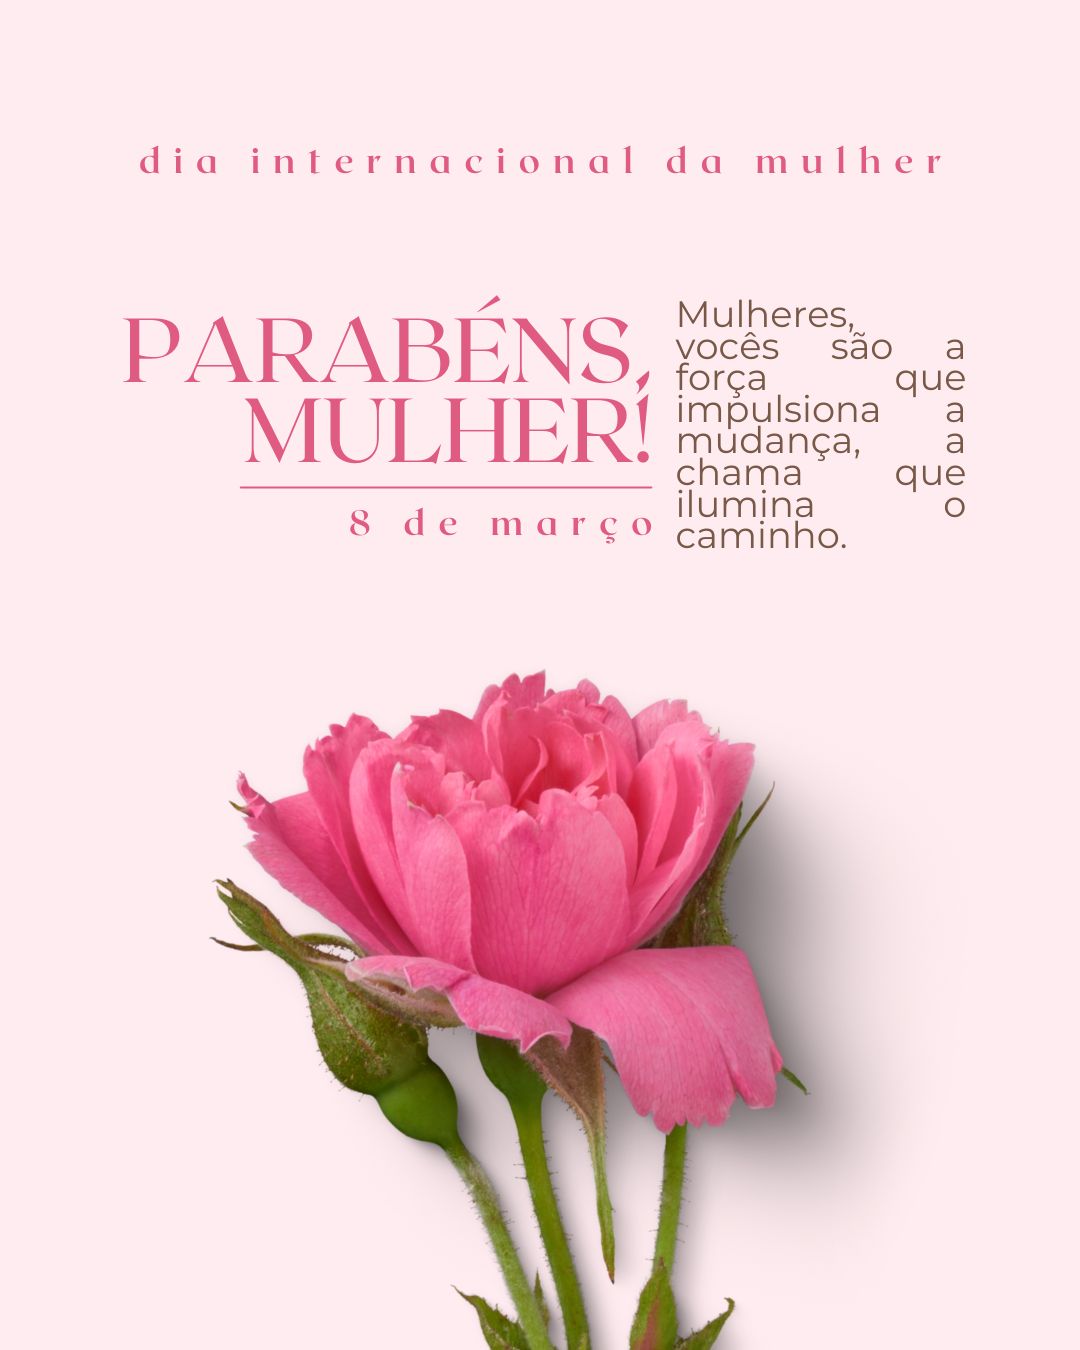 dia internacional da mulher
PARABÉNS,
MULHER!
8 de março
Mulheres,
vocês são a
força que
impulsiona a
mudança, a
chama que
ilumina o
caminho.